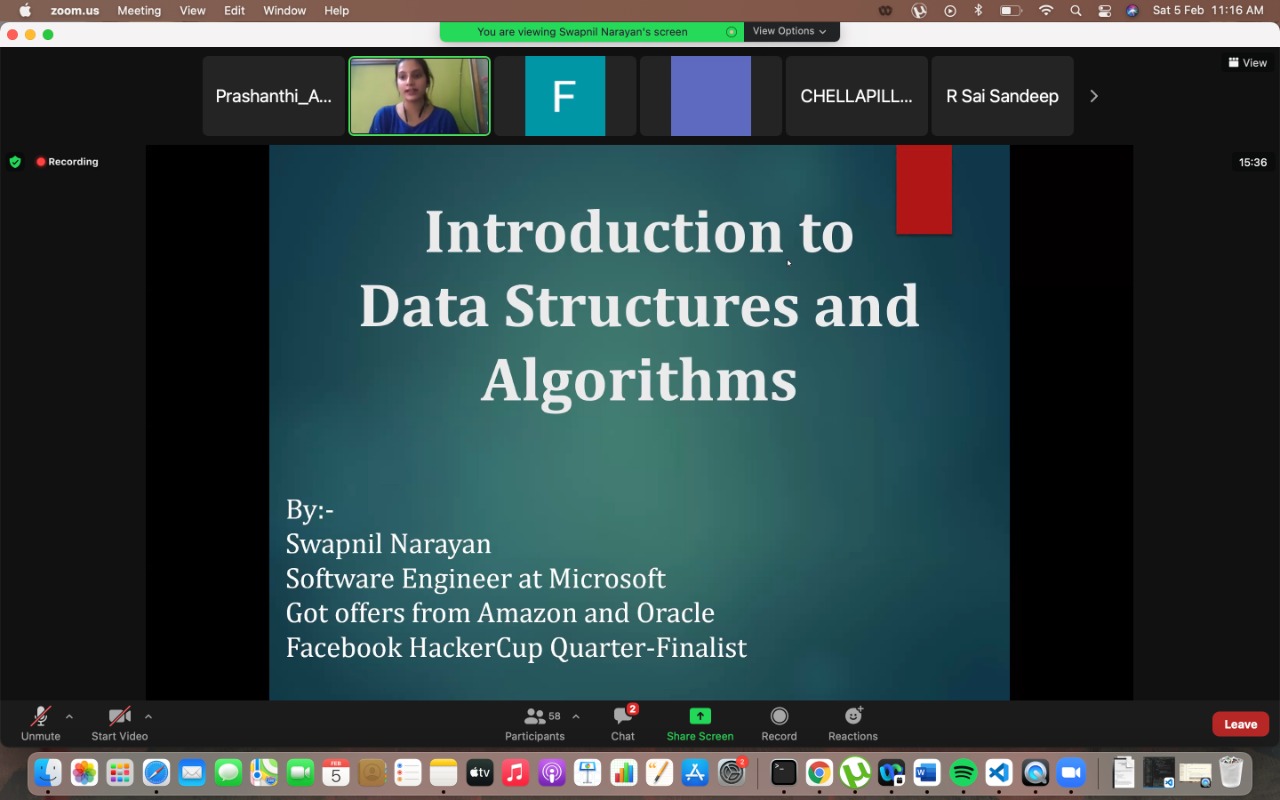 zoom.us Meeting View Edit Window Help Sat 5 Feb 11:16 AM
You are viewing Swapnil Narayan's screen View Options
Prashanthi_A... F CHELLAPILL... R Sai Sandeep
View
Recording
15:36
Introduction to
Data Structures and
Algorithms
By:-
Swapnil Narayan
Software Engineer at Microsoft
Got offers from Amazon and Oracle
Facebook HackerCup Quarter-Finalist
58 2
Unmute Start Video Participants Chat Share Screen Record Reactions Leave
FEB
5 tv 2